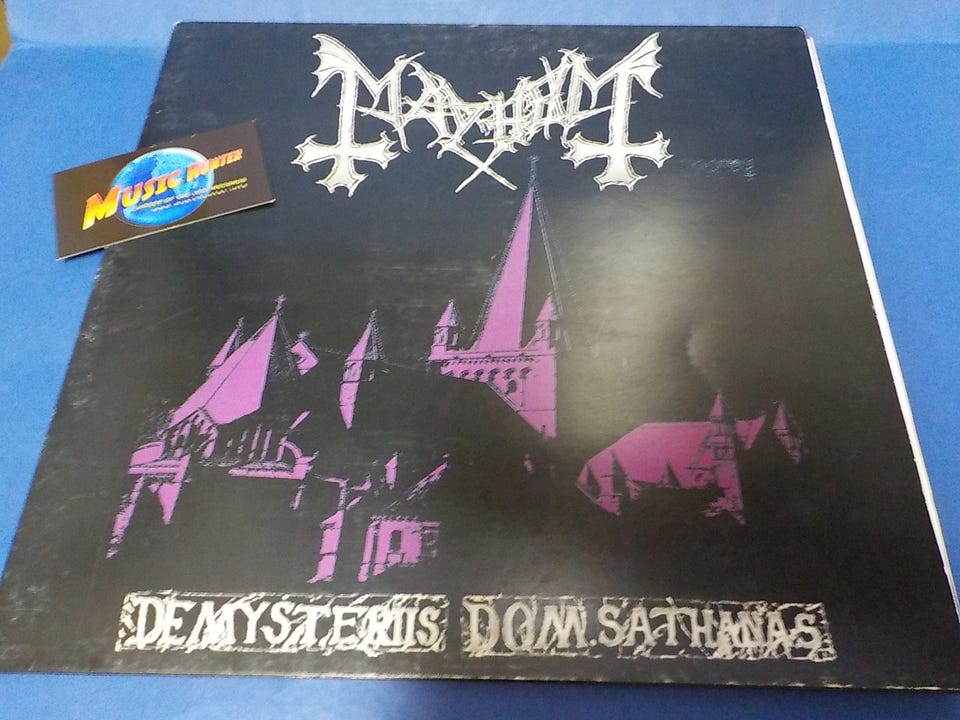 MAYHEM
MUSIC HUNTER
DE MYSTERIIS DOM. SATHANAS